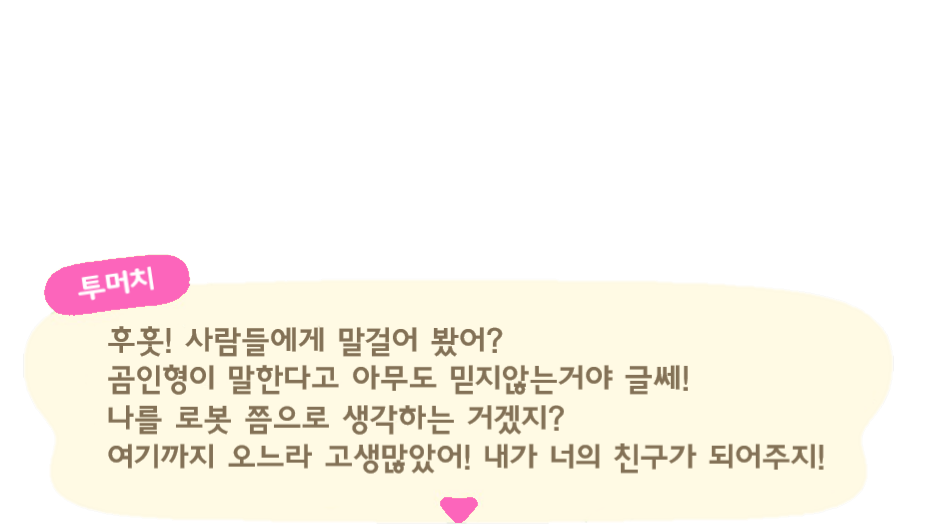 투머치
후훗! 사람들에게 말걸어 봤어?
곰인형이 말한다고 아무도 믿지않는거야 글쎄!
나를 로봇 쯤으로 생각하는 거겠지?
여기까지 오느라 고생많았어! 내가 너의 친구가 되어주지!